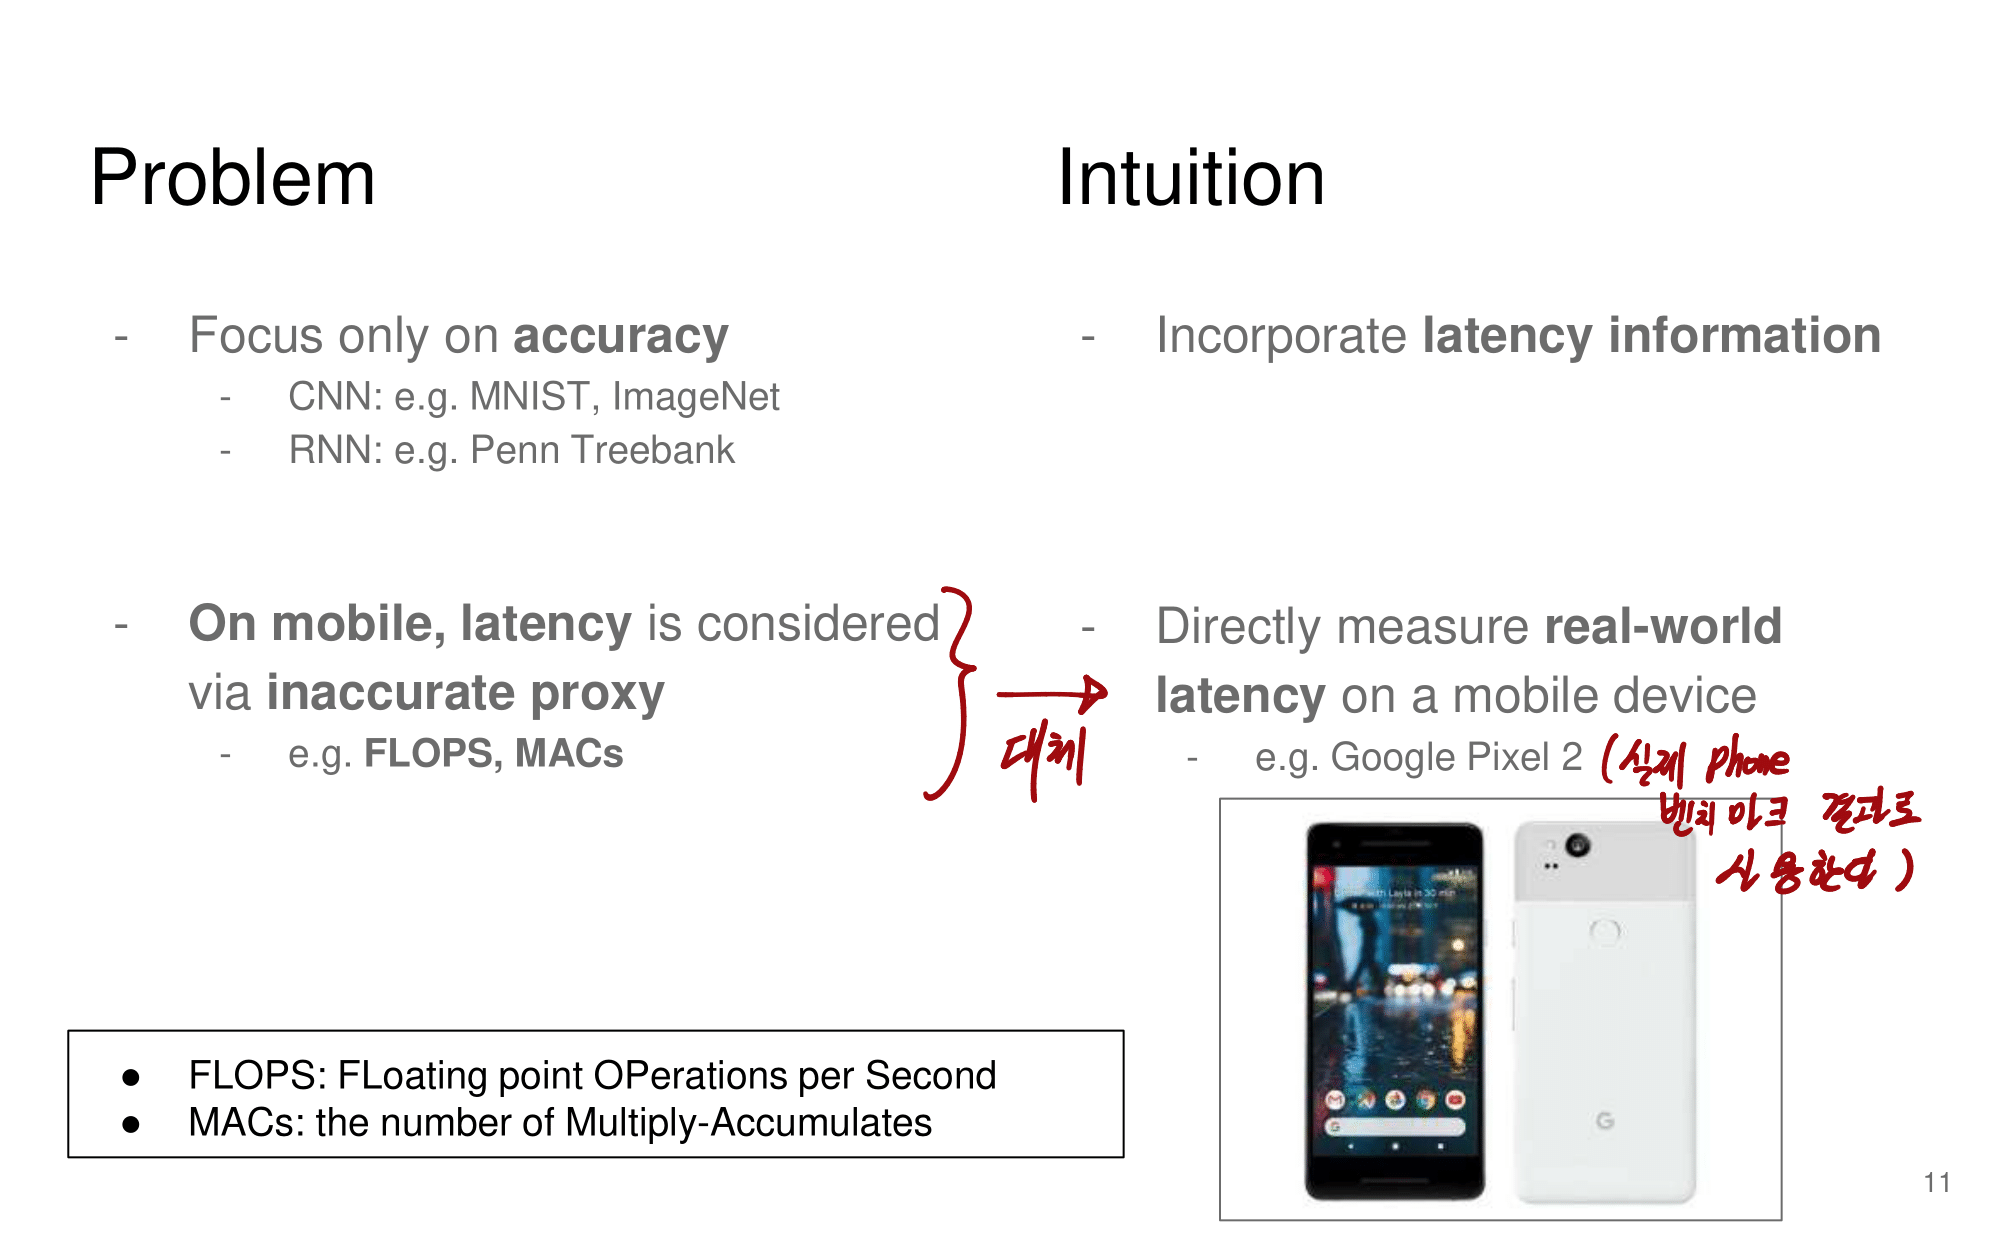 Problem
- Focus only on accuracy
- CNN: e.g. MNIST, ImageNet
- RNN: e.g. Penn Treebank
- On mobile, latency is considered
via inaccurate proxy
- e.g. FLOPS, MACs
대체
Intuition
- Incorporate latency information
- Directly measure real-world
latency on a mobile device
- e.g. Google Pixel 2 (실제 phone
벤치마크 결과로
사용한다)
G
G
● FLOPS: FLoating point OPerations per Second
● MACs: the number of Multiply-Accumulates
11